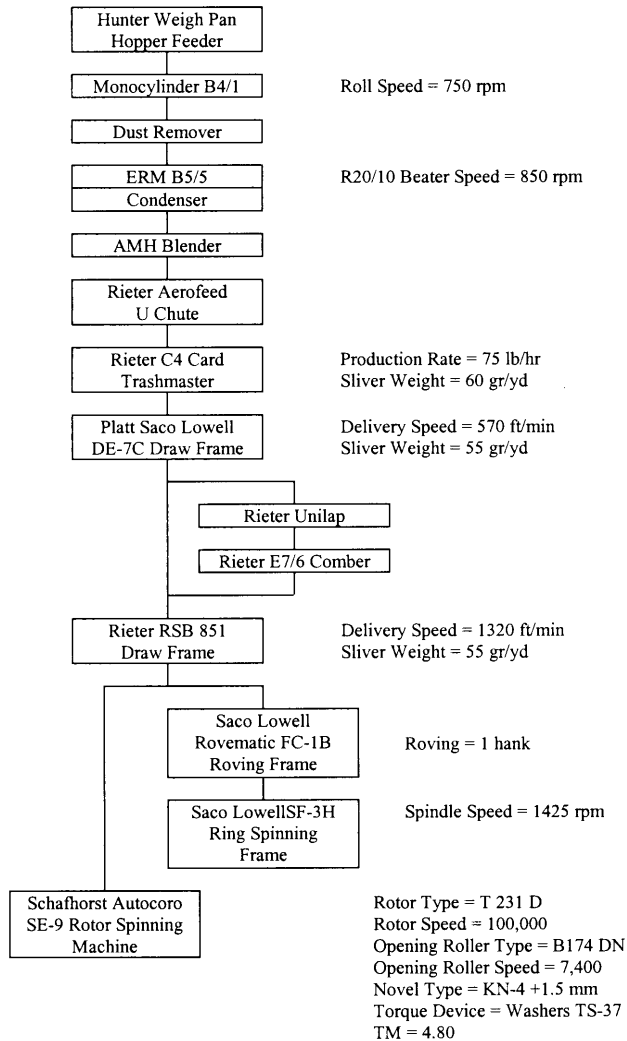 Hunter Weigh Pan
Hopper Feeder
Monocylinder B4/1
Roll Speed = 750 rpm
Dust Remover
ERM B5/5
R20/10 Beater Speed = 850 rpm
Condenser
AMH Blender
Rieter Aerofeed
U Chute
Rieter C4 Card
Trashmaster
Production Rate = 75 lb/hr
Sliver Weight = 60 gr/yd
Platt Saco Lowell
DE-7C Draw Frame
Delivery Speed = 570 ft/min
Sliver Weight = 55 gr/yd
Rieter Unilap
Rieter E7/6 Comber
Rieter RSB 851
Draw Frame
Delivery Speed = 1320 ft/min
Sliver Weight = 55 gr/yd
Saco Lowell
Rovematic FC-1B
Roving Frame
Roving = 1 hank
Saco LowellSF-3H
Ring Spinning
Frame
Spindle Speed = 1425 rpm
Schafhorst Autocoro
SE-9 Rotor Spinning
Machine
Rotor Type = T 231 D
Rotor Speed = 100,000
Opening Roller Type = B174 DN
Opening Roller Speed = 7,400
Novel Type = KN-4 +1.5 mm
Torque Device = Washers TS-37
TM = 4.80